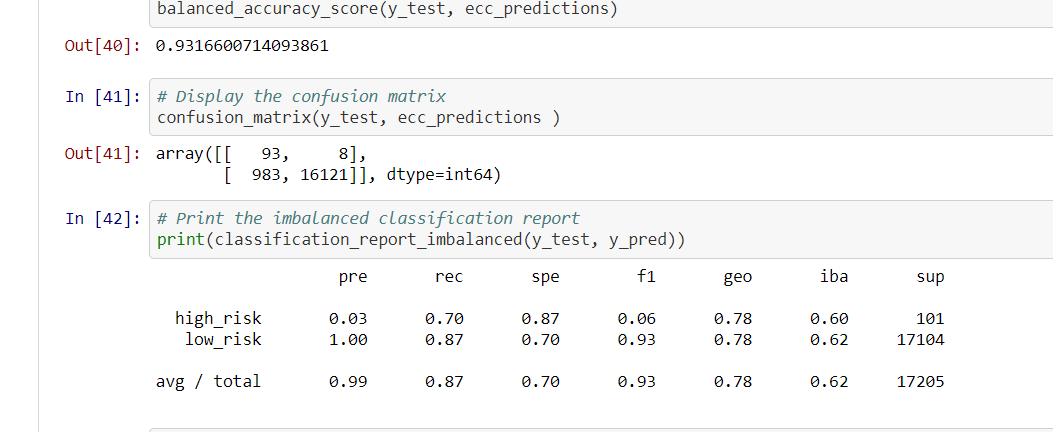 balanced_accuracy_score(y_test, ecc_predictions)
Out[40]: 0.9316600714093861
In [41]: # Display the confusion matrix
confusion_matrix(y_test, ecc_predictions )
Out[41]: array([[   93,     8],
       [  983, 16121]], dtype=int64)
In [42]: # Print the imbalanced classification report
print(classification_report_imbalanced(y_test, y_pred))
pre rec spe f1 geo iba sup
high_risk 0.03 0.70 0.87 0.06 0.78 0.60 101
low_risk 1.00 0.87 0.70 0.93 0.78 0.62 17104
avg / total 0.99 0.87 0.70 0.93 0.78 0.62 17205